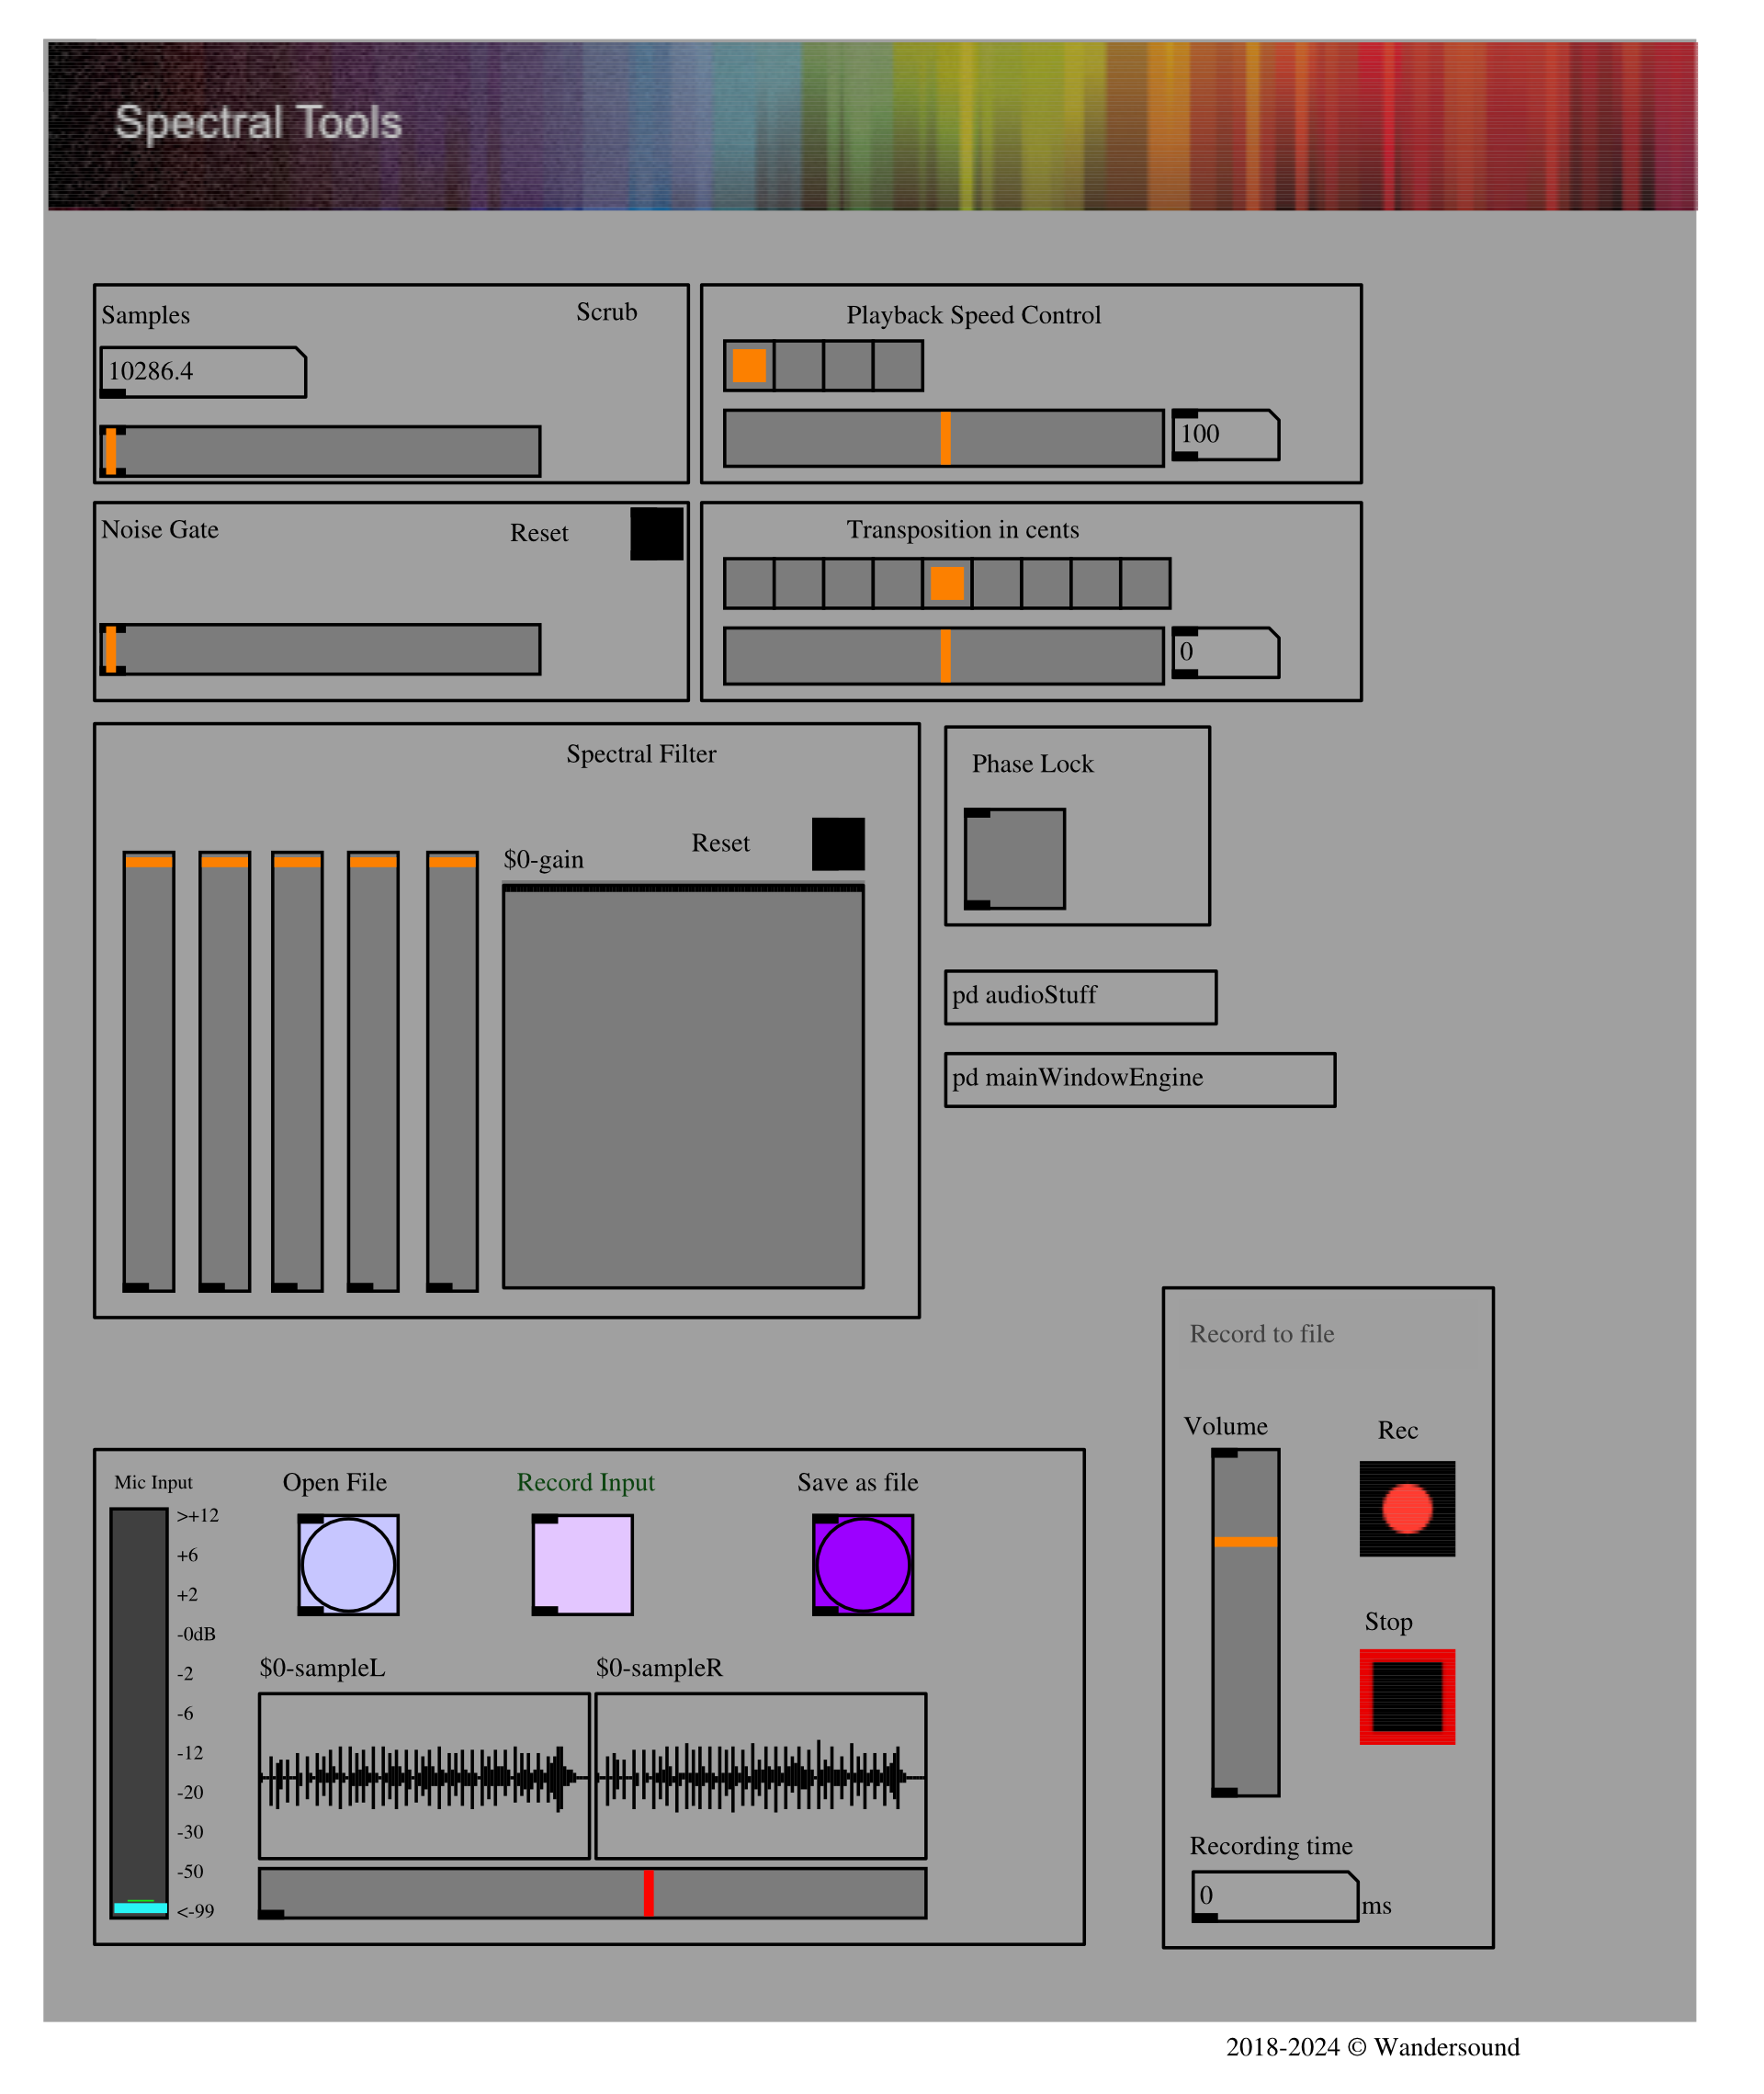 Spectral Tools
Samples
Scrub
10286.4
Playback Speed Control
100
Noise Gate
Reset
Transposition in cents
0
Spectral Filter
Reset
$0-gain
Phase Lock
pd audioStuff
pd mainWindowEngine
Mic Input
>+12
+6
+2
-0dB
-2
-6
-12
-20
-30
-50
<-99
Open File
Record Input
Save as file
$0-sampleL
$0-sampleR
Record to file
Volume
Rec
Stop
Recording time
0
ms
2018-2024 © Wandersound